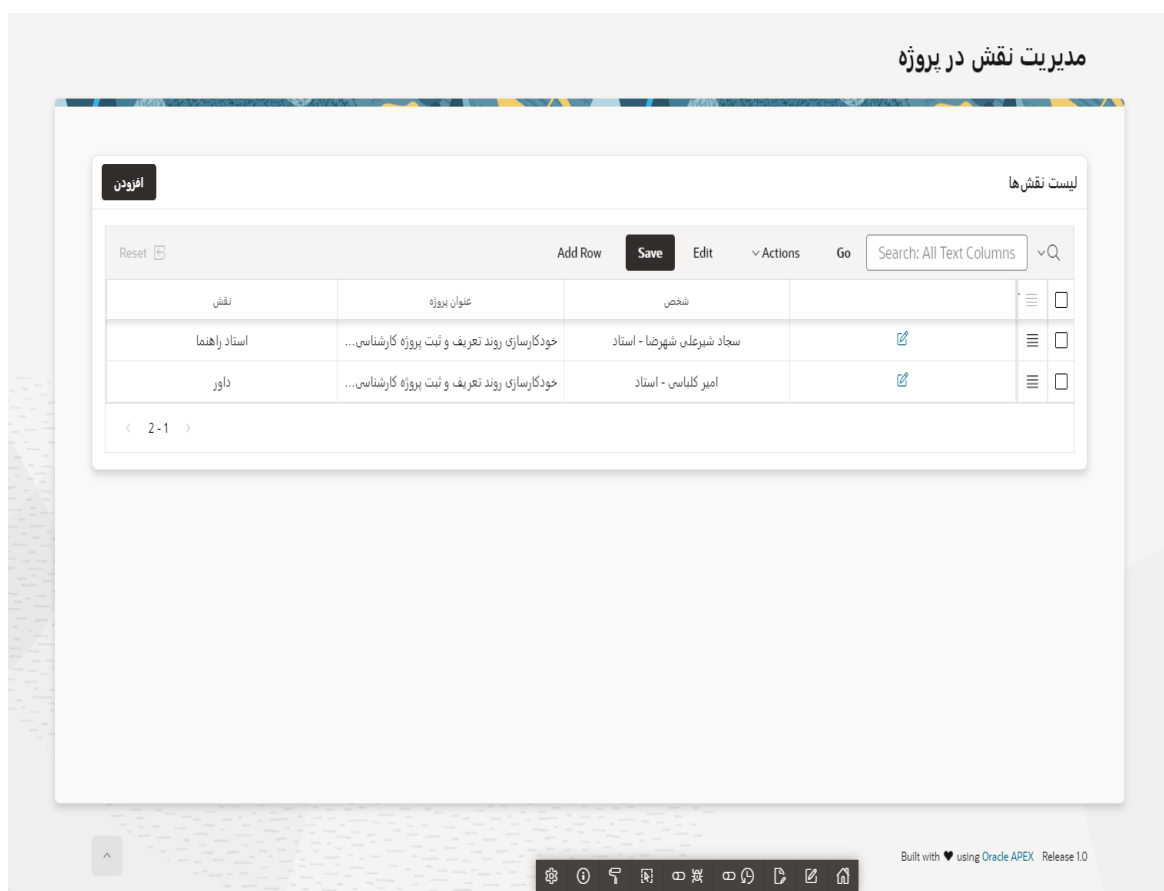 مدیریت نقش در پروژه
لیست نقش‌ها
افزودن
Search: All Text Columns
Go
Actions
Edit
Save
Add Row
Reset
شخص
عنوان پروژه
نقش
سجاد شیرعلی شهرضا - استاد
خودکارسازی روند تعریف و ثبت پروژه کارشناسی...
استاد راهنما
امیر کلباسی - استاد
خودکارسازی روند تعریف و ثبت پروژه کارشناسی...
داور
2 - 1
Built with ♥ using Oracle APEX Release 1.0